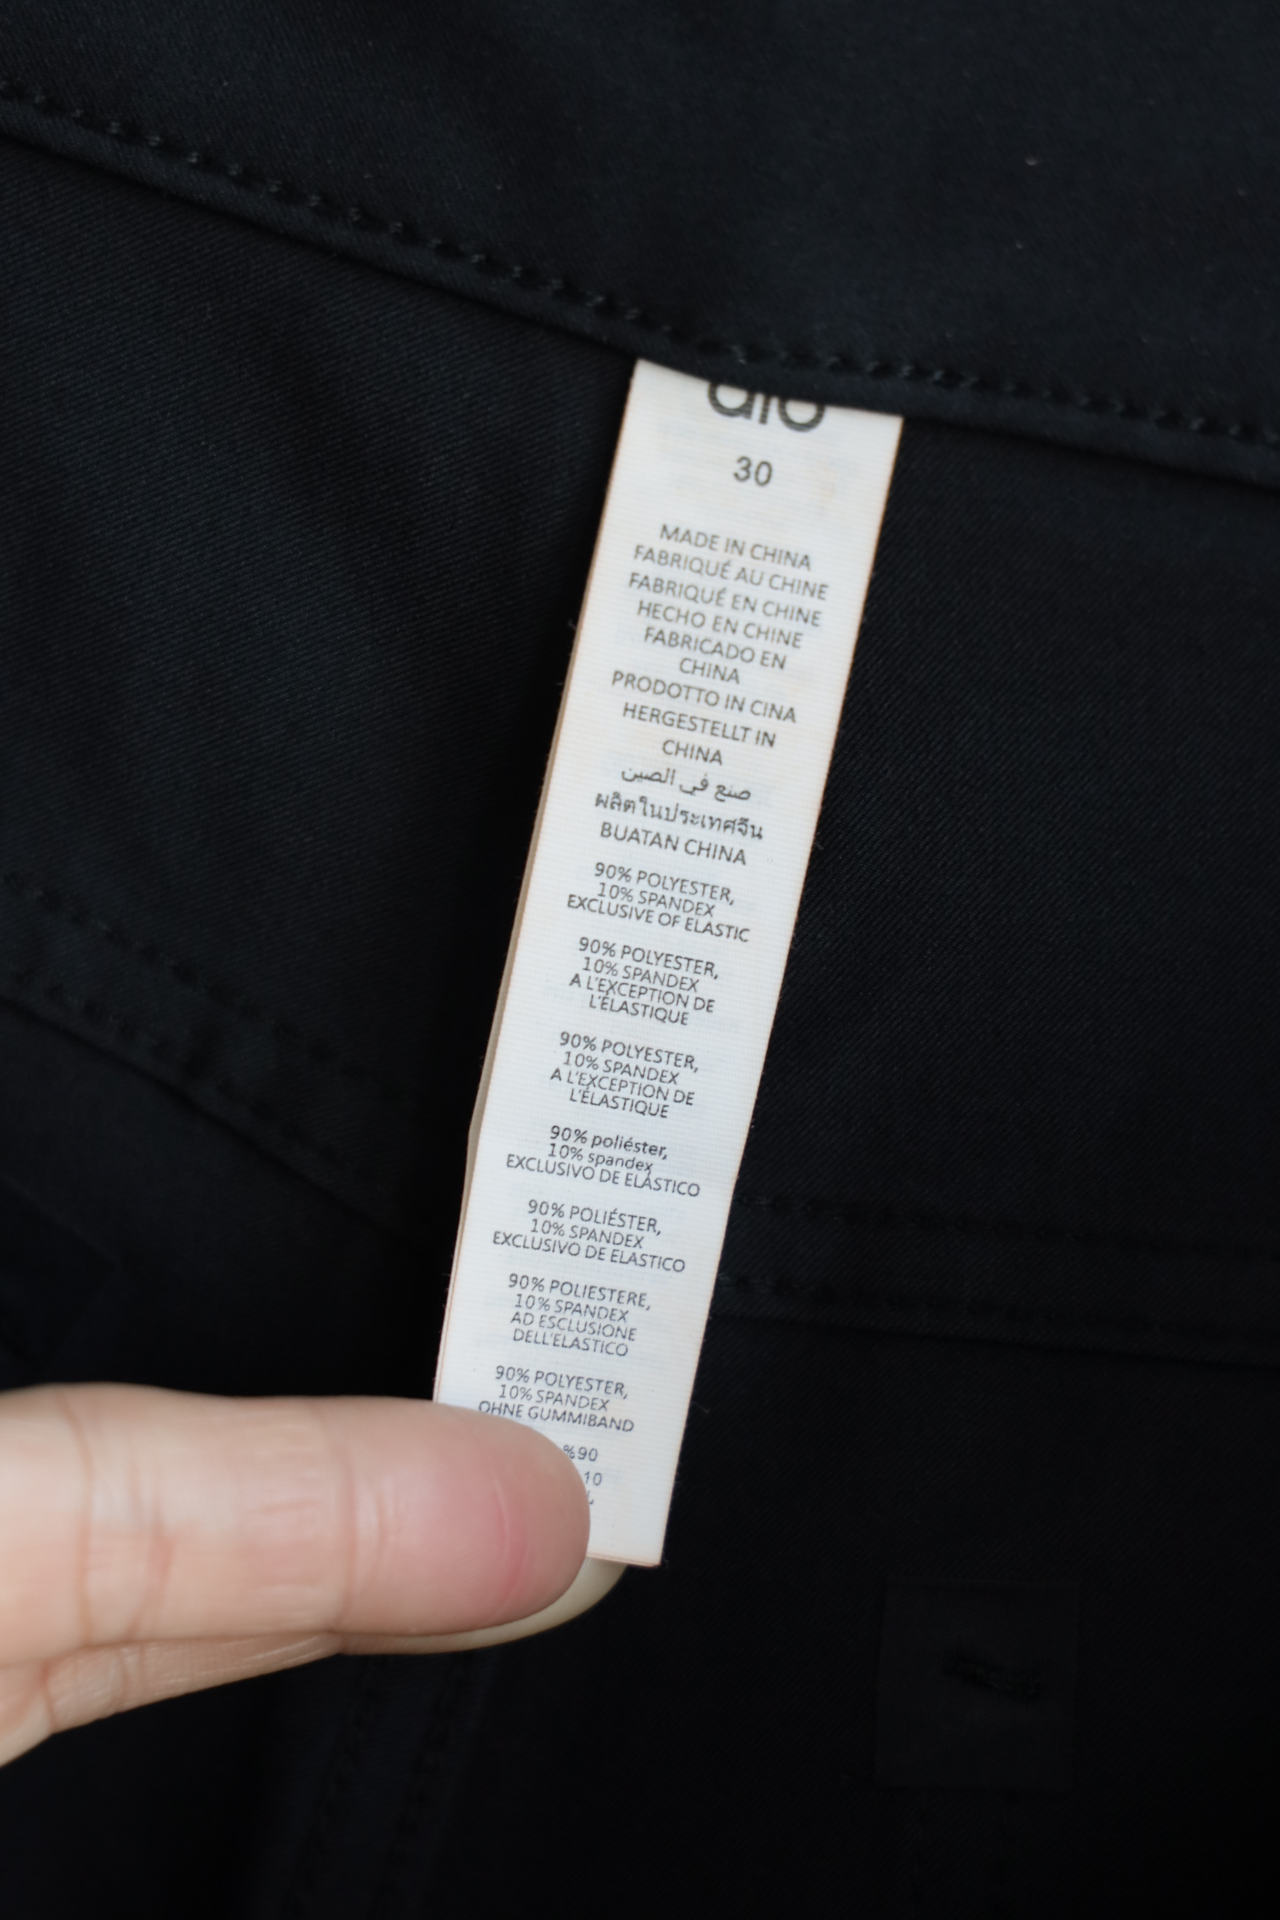 alo
30
MADE IN CHINA
FABRIQUÉ AU CHINE
FABRIQUÉ EN CHINE
HECHO EN CHINE
FABRICADO EN
CHINA
PRODOTTO IN CINA
HERGESTELLT IN
CHINA
صنع في الصين
ผลิตในประเทศจีน
BUATAN CHINA
90% POLYESTER,
10% SPANDEX
EXCLUSIVE OF ELASTIC
90% POLYESTER,
10% SPANDEX
A L'EXCEPTION DE
L'ÉLASTIQUE
90% POLYESTER,
10% SPANDEX
A L'EXCEPTION DE
L'ÉLASTIQUE
90% poliéster,
10% spandex
EXCLUSIVO DE ELÁSTICO
90% POLIÉSTER,
10% SPANDEX
EXCLUSIVO DE ELASTICO
90% POLIESTERE,
10% SPANDEX
AD ESCLUSIONE
DELL'ELASTICO
90% POLYESTER,
10% SPANDEX
OHNE GUMMIBAND
%90
10